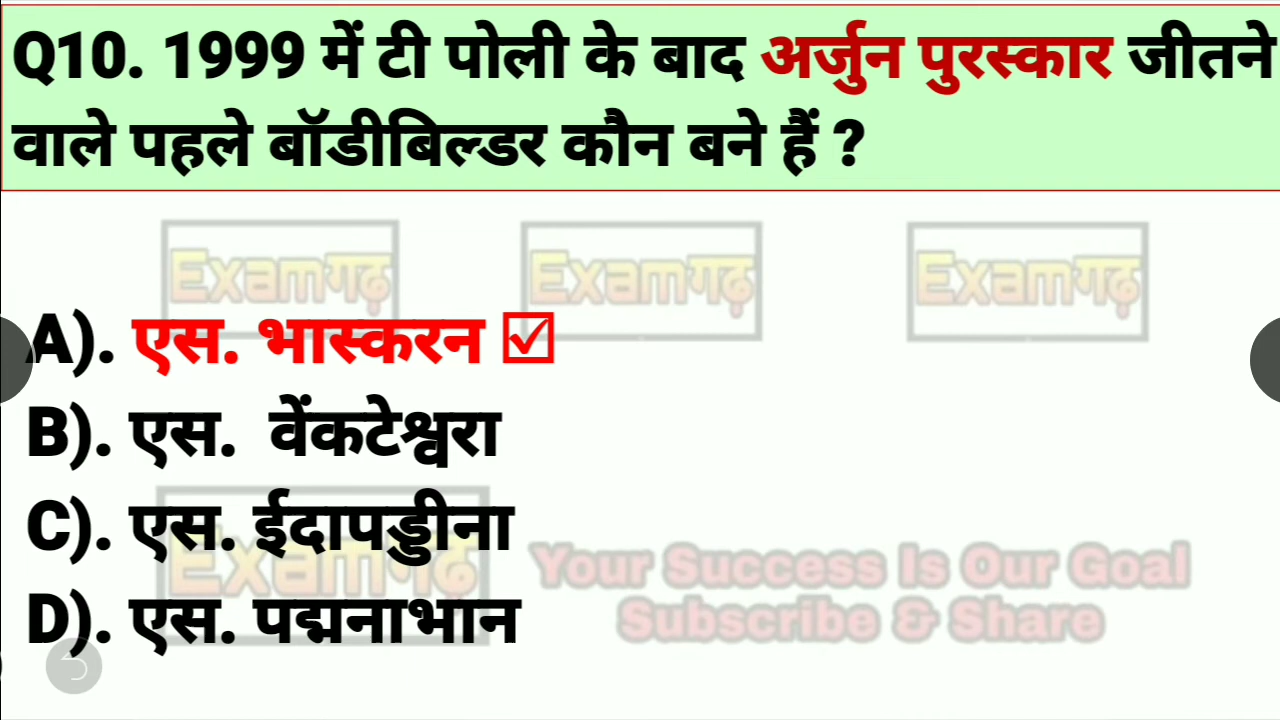 Q10. 1999 में टी पोली के बाद अर्जुन पुरस्कार जीतने
वाले पहले बॉडीबिल्डर कौन बने हैं ?
Examगढ़ Examगढ़ Examगढ़
A). एस. भास्करन ☑
B). एस. वेंकटेश्वरा
C). एस. ईदापड्डीना
Examगढ़
Your Success Is Our Goal
Subscribe & Share
D). एस. पद्मनाभान